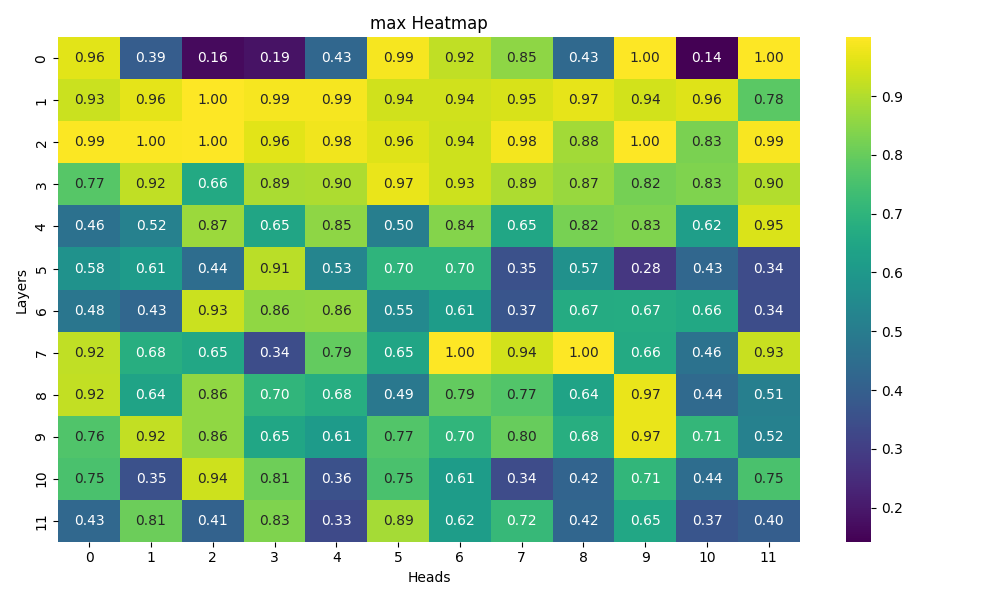 max Heatmap
0 0.96 0.39 0.16 0.19 0.43 0.99 0.92 0.85 0.43 1.00 0.14 1.00
1 0.93 0.96 1.00 0.99 0.99 0.94 0.94 0.95 0.97 0.94 0.96 0.78
2 0.99 1.00 1.00 0.96 0.98 0.96 0.94 0.98 0.88 1.00 0.83 0.99
3 0.77 0.92 0.66 0.89 0.90 0.97 0.93 0.89 0.87 0.82 0.83 0.90
4 0.46 0.52 0.87 0.65 0.85 0.50 0.84 0.65 0.82 0.83 0.62 0.95
5 0.58 0.61 0.44 0.91 0.53 0.70 0.70 0.35 0.57 0.28 0.43 0.34
6 0.48 0.43 0.93 0.86 0.86 0.55 0.61 0.37 0.67 0.67 0.66 0.34
7 0.92 0.68 0.65 0.34 0.79 0.65 1.00 0.94 1.00 0.66 0.46 0.93
8 0.92 0.64 0.86 0.70 0.68 0.49 0.79 0.77 0.64 0.97 0.44 0.51
9 0.76 0.92 0.86 0.65 0.61 0.77 0.70 0.80 0.68 0.97 0.71 0.52
10 0.75 0.35 0.94 0.81 0.36 0.75 0.61 0.34 0.42 0.71 0.44 0.75
11 0.43 0.81 0.41 0.83 0.33 0.89 0.62 0.72 0.42 0.65 0.37 0.40
0 1 2 3 4 5 6 7 8 9 10 11
Heads
Layers
0.9
0.8
0.7
0.6
0.5
0.4
0.3
0.2